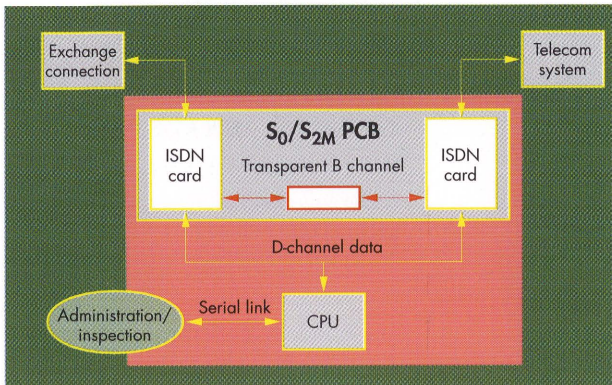 Exchange
connection
Telecom
system
S₀/S₂M PCB
ISDN
card
Transparent B channel
ISDN
card
D-channel data
Administration/
inspection
Serial link
CPU